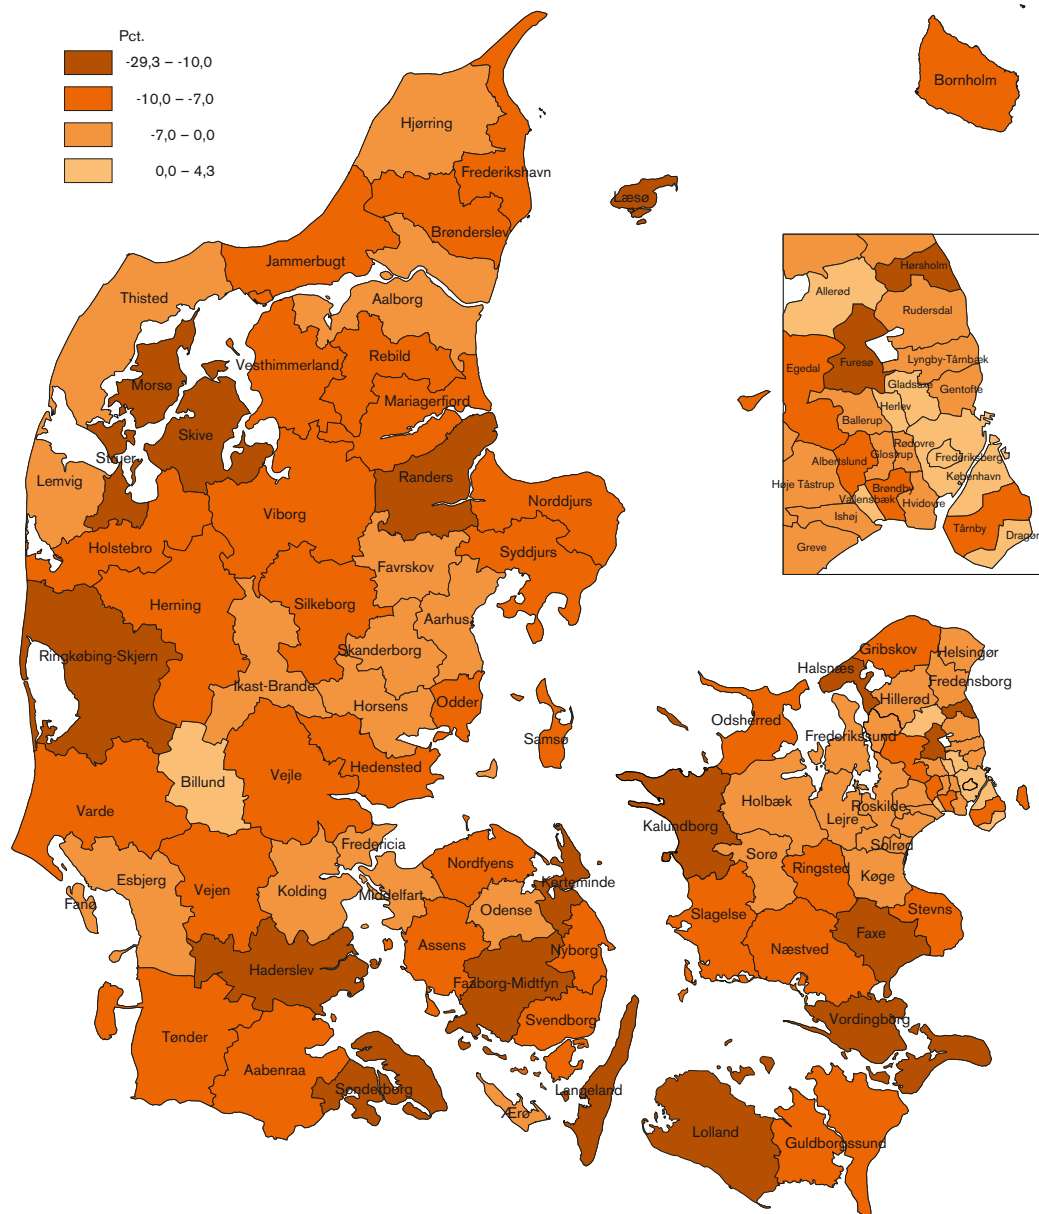 Pct.
-29,3 – -10,0
-10,0 – -7,0
-7,0 – 0,0
0,0 – 4,3
Bornholm
Hjørring
Frederikshavn
Læsø
Brønderslev
Jammerbugt
Thisted
Aalborg
Rebild
Vesthimmerland
Morsø
Mariagerfjord
Skive
Struer
Lemvig
Randers
Norddjurs
Viborg
Holstebro
Syddjurs
Favrskov
Herning
Silkeborg
Aarhus
Skanderborg
Ringkøbing-Skjern
Ikast-Brande
Horsens
Odder
Samsø
Hedensted
Vejle
Billund
Varde
Fredericia
Esbjerg
Vejen
Kolding
Middelfart
Fanø
Nordfyens
Kerteminde
Odense
Assens
Nyborg
Haderslev
Faaborg-Midtfyn
Svendborg
Tønder
Aabenraa
Sønderborg
Langeland
Ærø
Hørsholm
Allerød
Rudersdal
Egedal
Furesø
Lyngby-Tårnbæk
Gladsaxe
Gentofte
Herlev
Ballerup
Rødovre
Glostrup
Frederiksberg
Albertslund
København
Høje Tåstrup
Brøndby
Vallensbæk
Hvidovre
Ishøj
Tårnby
Dragør
Greve
Gribskov
Helsingør
Halsnæs
Fredensborg
Hillerød
Odsherred
Frederikssund
Holbæk
Roskilde
Lejre
Kalundborg
Solrød
Sorø
Ringsted
Køge
Slagelse
Stevns
Faxe
Næstved
Vordingborg
Lolland
Guldborgssund